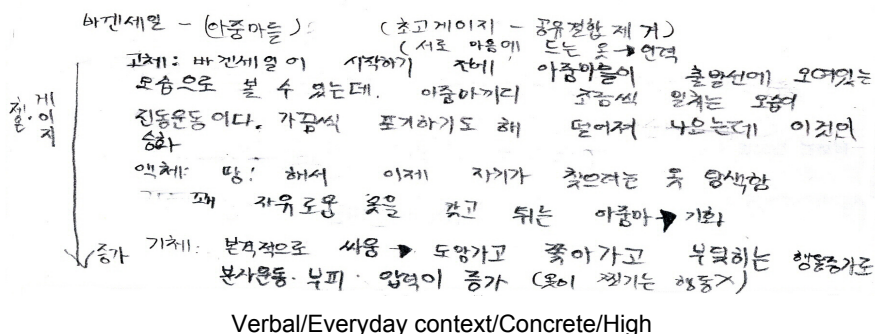 바겐세일 - (아줌마들) : (초고게이지 - 공유결합 제거)
(서로 마음에 드는 옷 → 인력
고체 : 바겐세일이 시작하기 전에 아줌마들이 출발선에 모여있는
모습으로 볼 수 있는데. 아줌마끼리 조금씩 밀치는 모습이
진동운동이다. 가끔씩 포기하기도 해 떨어져 나오는데 이것이
승화
액체: 땅! 해서 이제 자기가 찾으려는 옷 탐색함
꽤 자유로움 옷을 갖고 튀는 아줌마 → 기화
게이지
증가 기체: 본격적으로 싸움 → 도망가고 쫓아가고 부딪히는 행동증가로
분자운동. 부피. 압력이 증가 (옷이 찢기는 행동X)
Verbal/Everyday context/Concrete/High